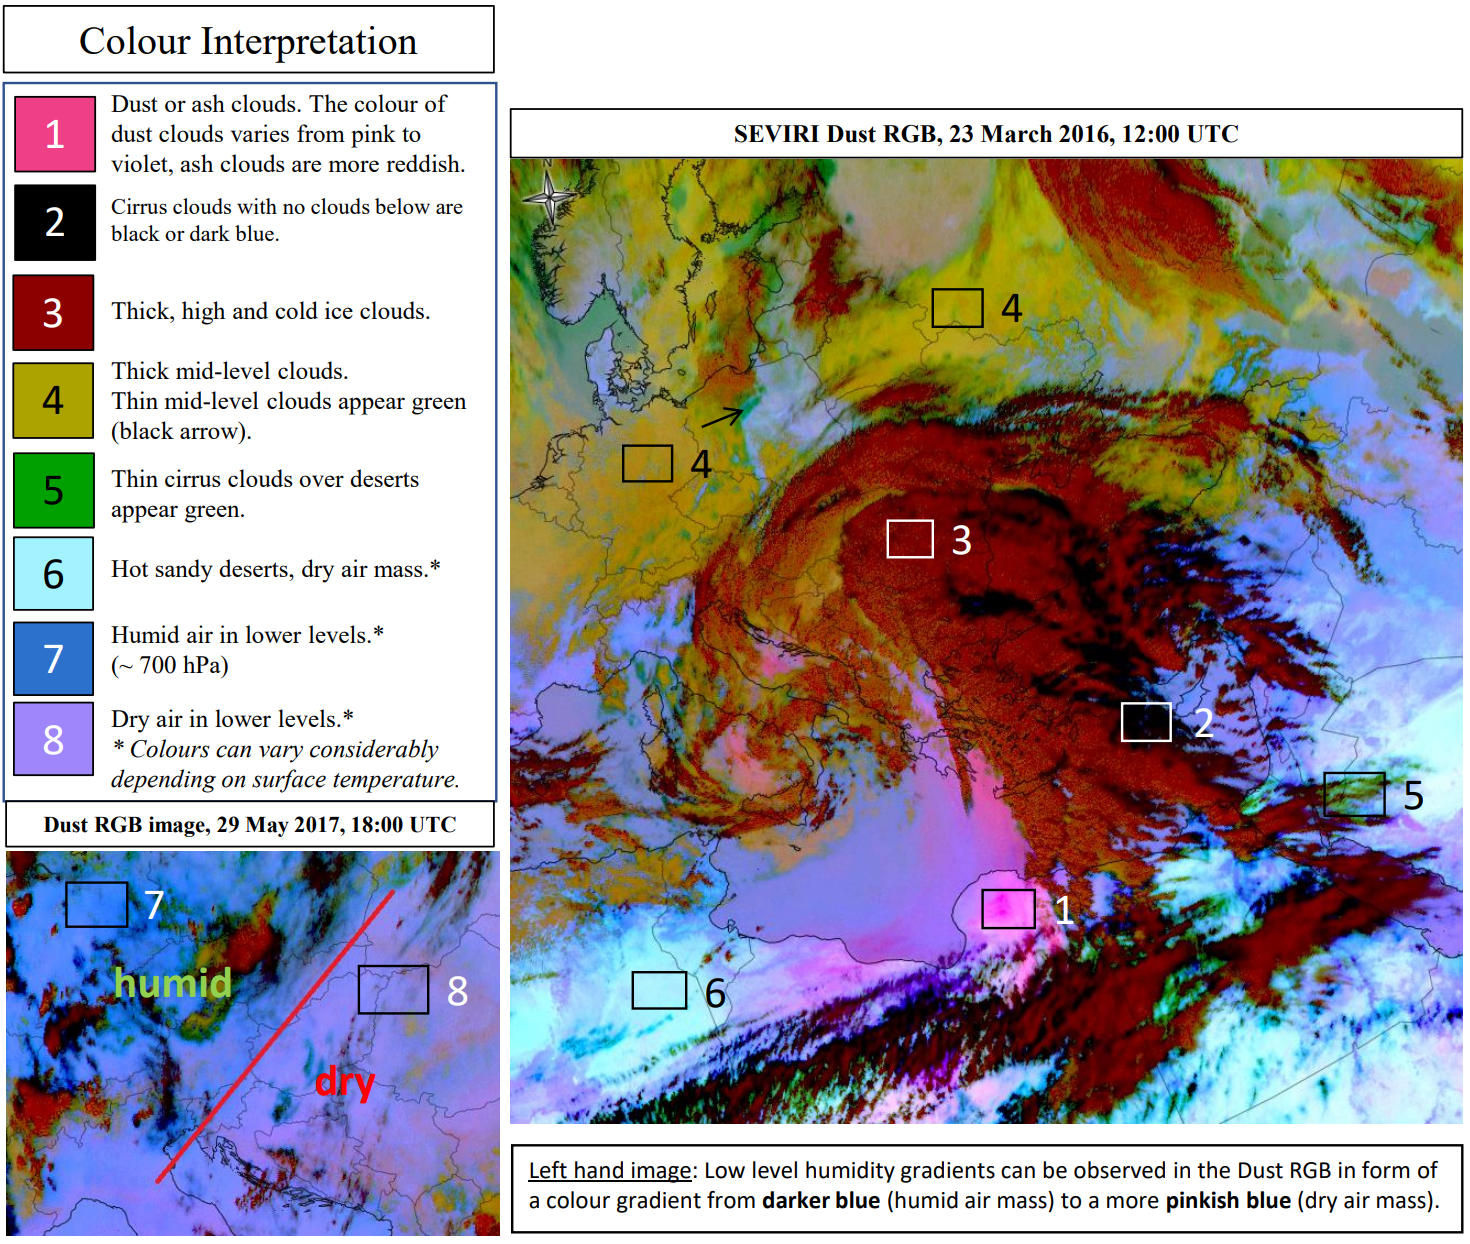 Colour Interpretation
1
Dust or ash clouds. The colour of
dust clouds varies from pink to
violet, ash clouds are more reddish.
2
Cirrus clouds with no clouds below are
black or dark blue.
3
Thick, high and cold ice clouds.
4
Thick mid-level clouds.
Thin mid-level clouds appear green
(black arrow).
5
Thin cirrus clouds over deserts
appear green.
6
Hot sandy deserts, dry air mass.*
7
Humid air in lower levels.*
(~ 700 hPa)
8
Dry air in lower levels.*
* Colours can vary considerably
depending on surface temperature.
Dust RGB image, 29 May 2017, 18:00 UTC
7
humid
8
dry
SEVIRI Dust RGB, 23 March 2016, 12:00 UTC
N
4
4
3
2
5
1
6
Left hand image: Low level humidity gradients can be observed in the Dust RGB in form of
a colour gradient from darker blue (humid air mass) to a more pinkish blue (dry air mass).